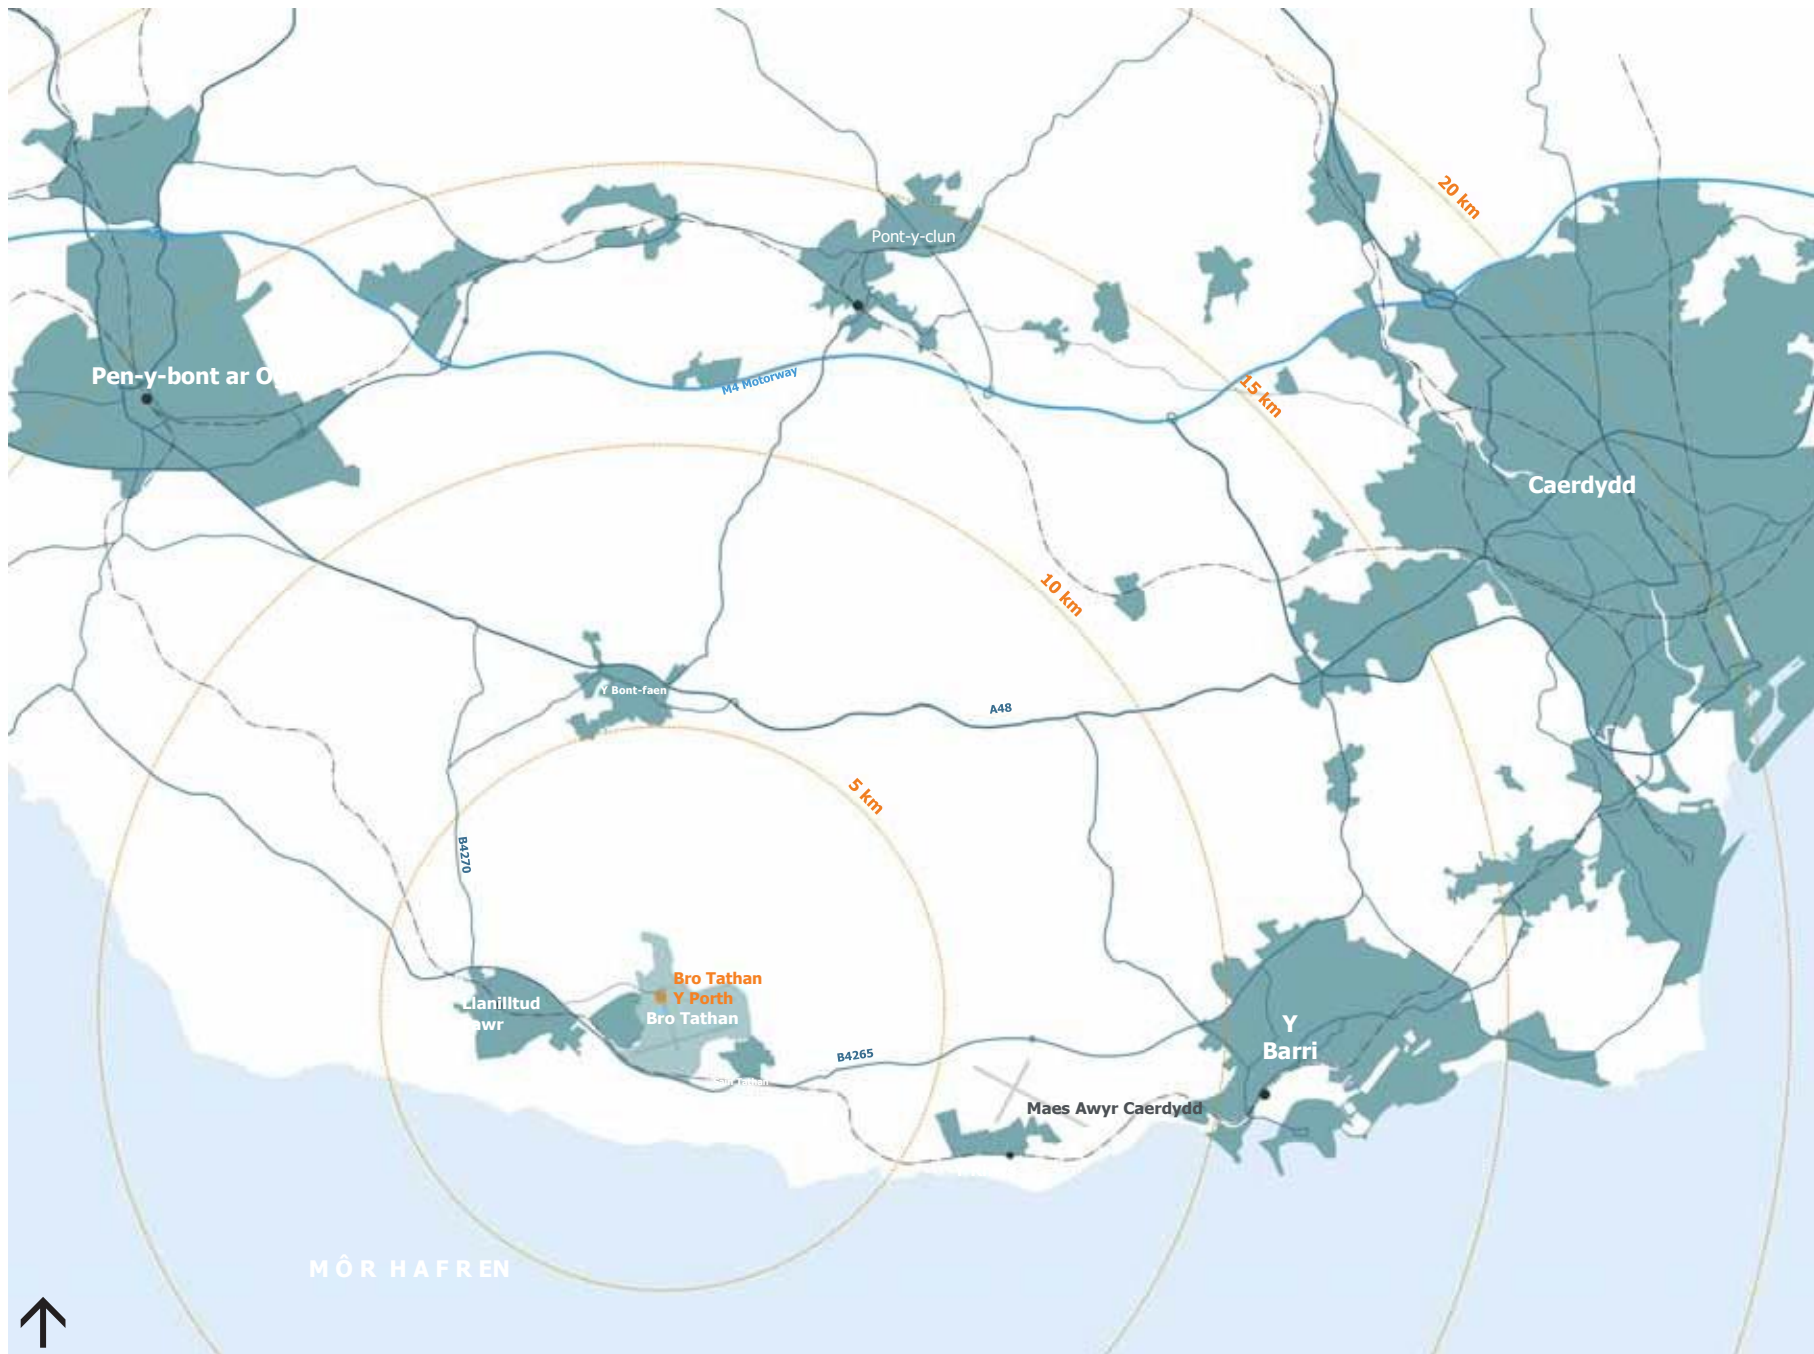 20 km
Pont-y-clun
Pen-y-bont ar O
M4 Motorway
15 km
Caerdydd
10 km
Y Bont-faen
A48
5 km
B4270
Bro Tathan
Y Porth
Bro Tathan
Llanilltud
awr
Y
Barri
B4265
Maes Awyr Caerdydd
MÔR HAFREN